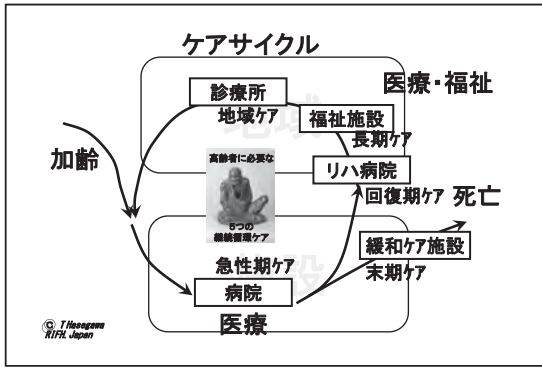 ケアサイクル
医療・福祉
診療所
地域ケア
地域
福祉施設
長期ケア
加齢
高齢者に必要な
5つの
継続循環ケア
リハ病院
回復期ケア
死亡
緩和ケア施設
末期ケア
急性期ケア
施設
病院
医療
© T Hasegawa
RIFH. Japan